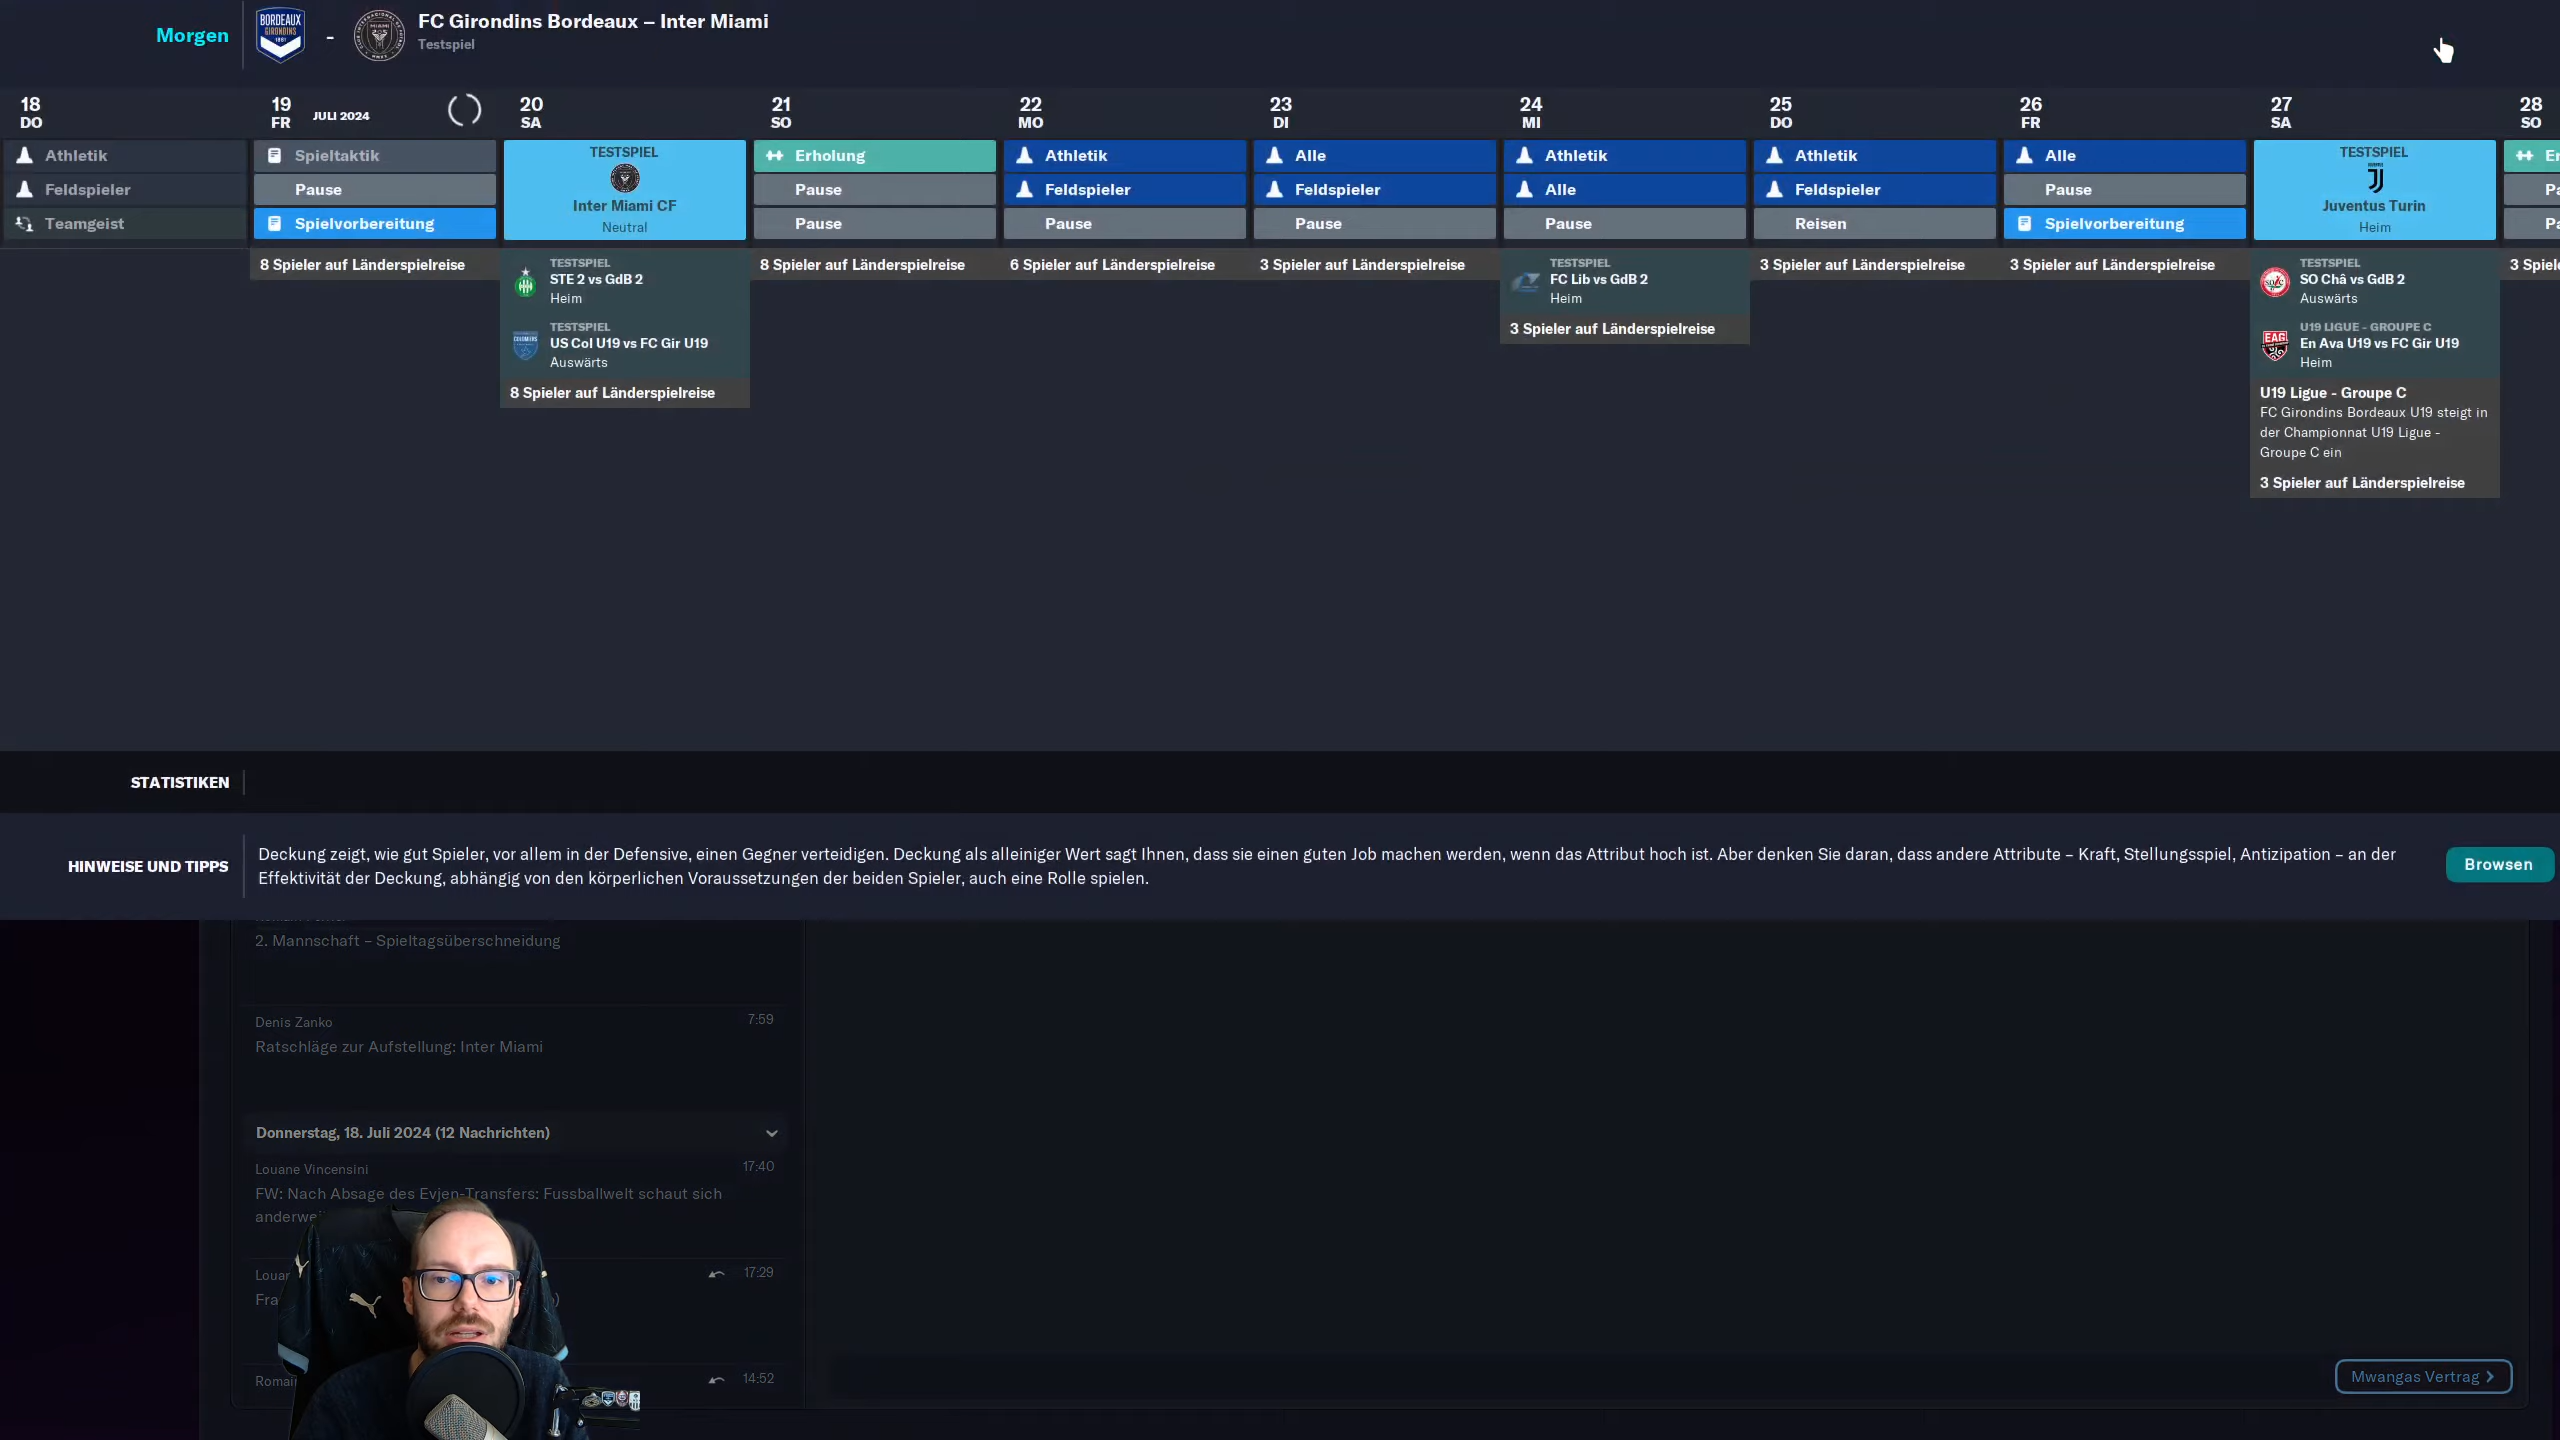 Morgen
BORDEAUX
GIRONDINS
-
FC Girondins Bordeaux – Inter Miami
Testspiel
18
DO
19
FR
JULI 2024
20
SA
21
SO
22
MO
23
DI
24
MI
25
DO
26
FR
27
SA
28
SO
Athletik
Feldspieler
Teamgeist
Spieltaktik
Pause
Spielvorbereitung
8 Spieler auf Länderspielreise
TESTSPIEL
Inter Miami CF
Neutral
TESTSPIEL
STE 2 vs GdB 2
Heim
TESTSPIEL
US Col U19 vs FC Gir U19
Auswärts
8 Spieler auf Länderspielreise
Erholung
Pause
Pause
8 Spieler auf Länderspielreise
Athletik
Feldspieler
Pause
6 Spieler auf Länderspielreise
Alle
Feldspieler
Pause
3 Spieler auf Länderspielreise
Athletik
Alle
Pause
TESTSPIEL
FC Lib vs GdB 2
Heim
3 Spieler auf Länderspielreise
Athletik
Feldspieler
Reisen
3 Spieler auf Länderspielreise
Alle
Pause
Spielvorbereitung
3 Spieler auf Länderspielreise
TESTSPIEL
Juventus Turin
Heim
TESTSPIEL
SO Châ vs GdB 2
Auswärts
U19 LIGUE - GROUPE C
En Ava U19 vs FC Gir U19
Heim
U19 Ligue - Groupe C
FC Girondins Bordeaux U19 steigt in
der Championnat U19 Ligue -
Groupe C ein
3 Spieler auf Länderspielreise
STATISTIKEN
HINWEISE UND TIPPS
Deckung zeigt, wie gut Spieler, vor allem in der Defensive, einen Gegner verteidigen. Deckung als alleiniger Wert sagt Ihnen, dass sie einen guten Job machen werden, wenn das Attribut hoch ist. Aber denken Sie daran, dass andere Attribute – Kraft, Stellungsspiel, Antizipation – an der
Effektivität der Deckung, abhängig von den körperlichen Voraussetzungen der beiden Spieler, auch eine Rolle spielen.
Browsen
2. Mannschaft – Spieltagsüberschneidung
Denis Zanko
7:59
Ratschläge zur Aufstellung: Inter Miami
Donnerstag, 18. Juli 2024 (12 Nachrichten)
Louane Vincensini
17:40
FW: Nach Absage des Evjen-Transfers: Fussballwelt schaut sich
17:29
14:52
Mwangas Vertrag